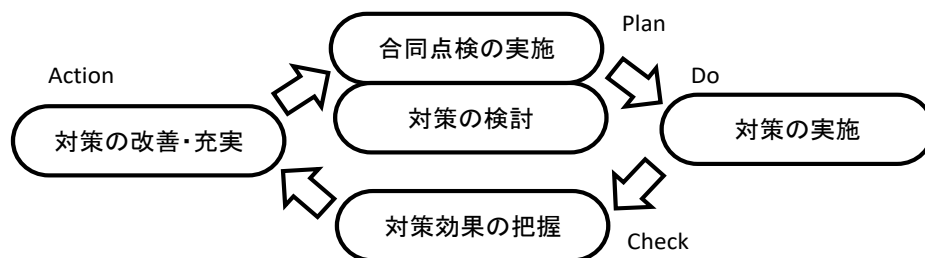 合同点検の実施
Plan
Action
Do
対策の検討
対策の実施
対策の改善・充実
対策効果の把握
Check